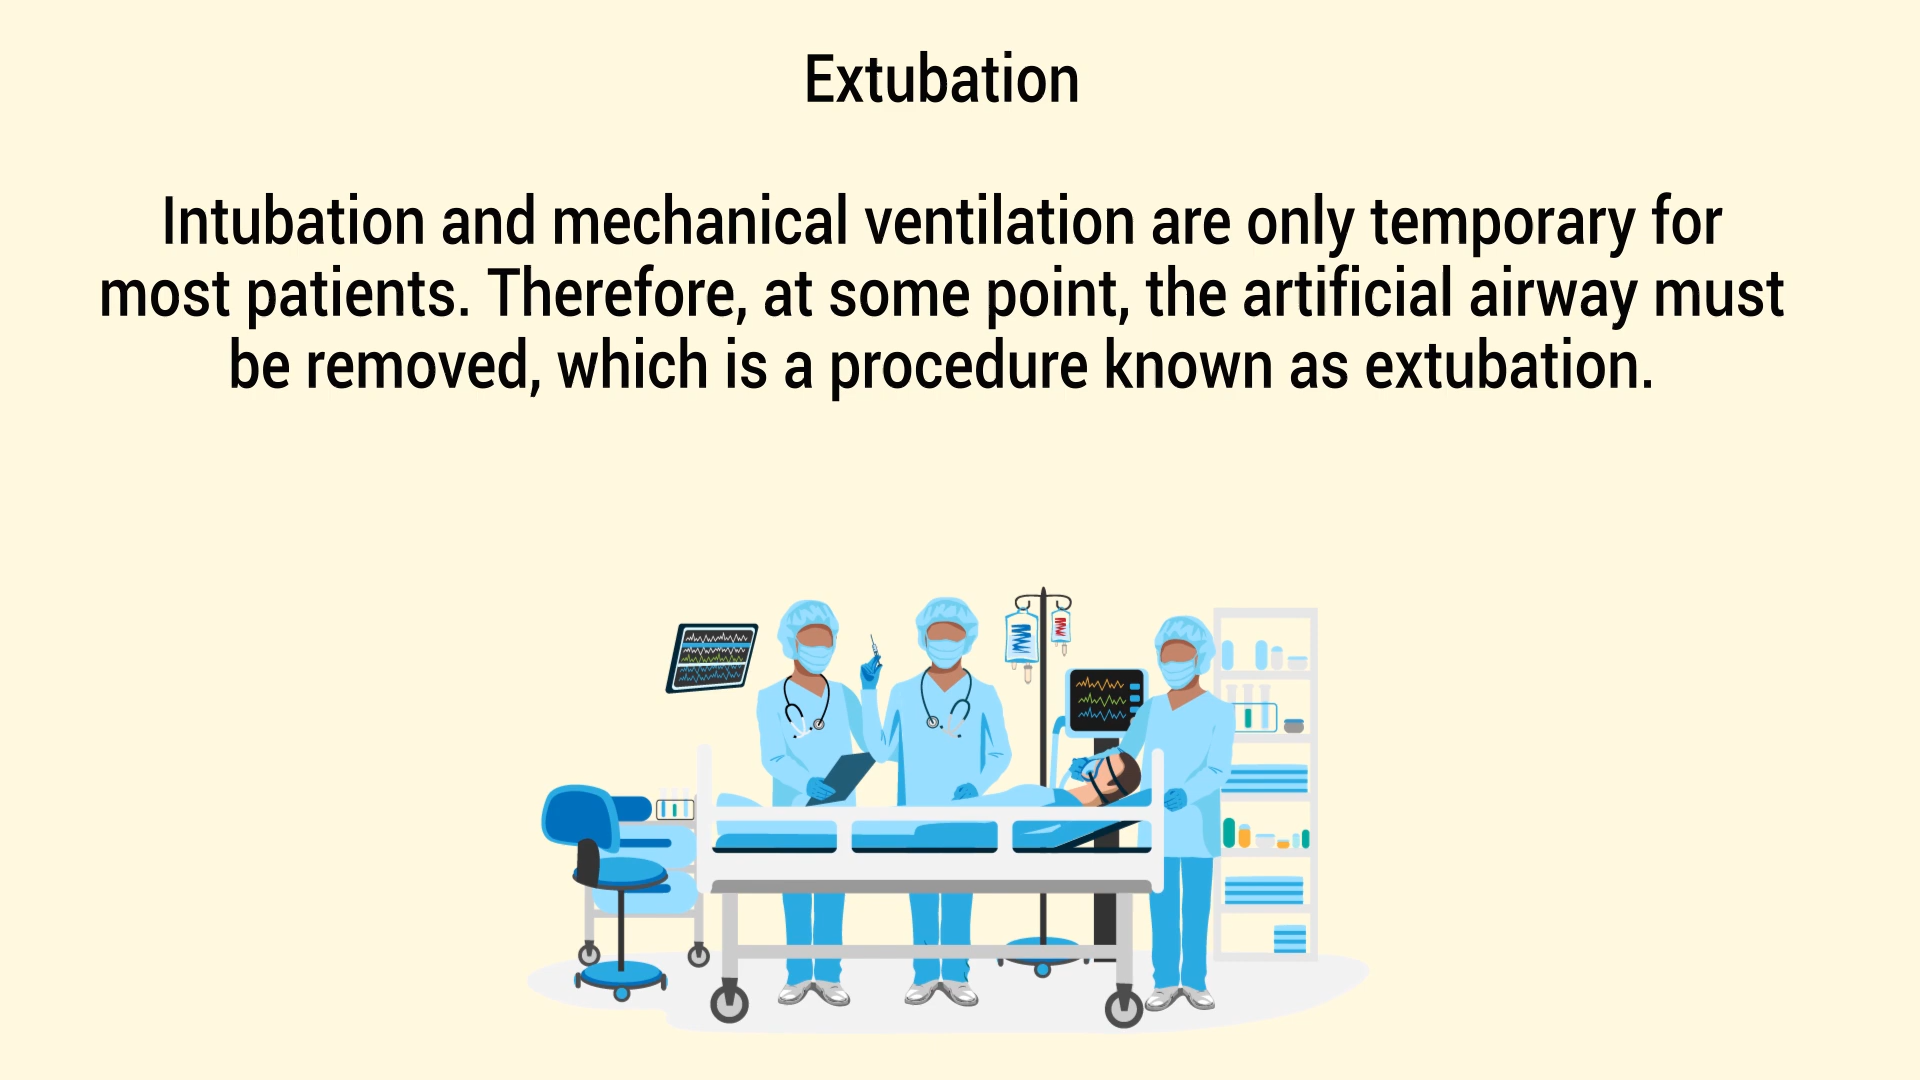 Extubation
Intubation and mechanical ventilation are only temporary for
most patients. Therefore, at some point, the artificial airway must
be removed, which is a procedure known as extubation.